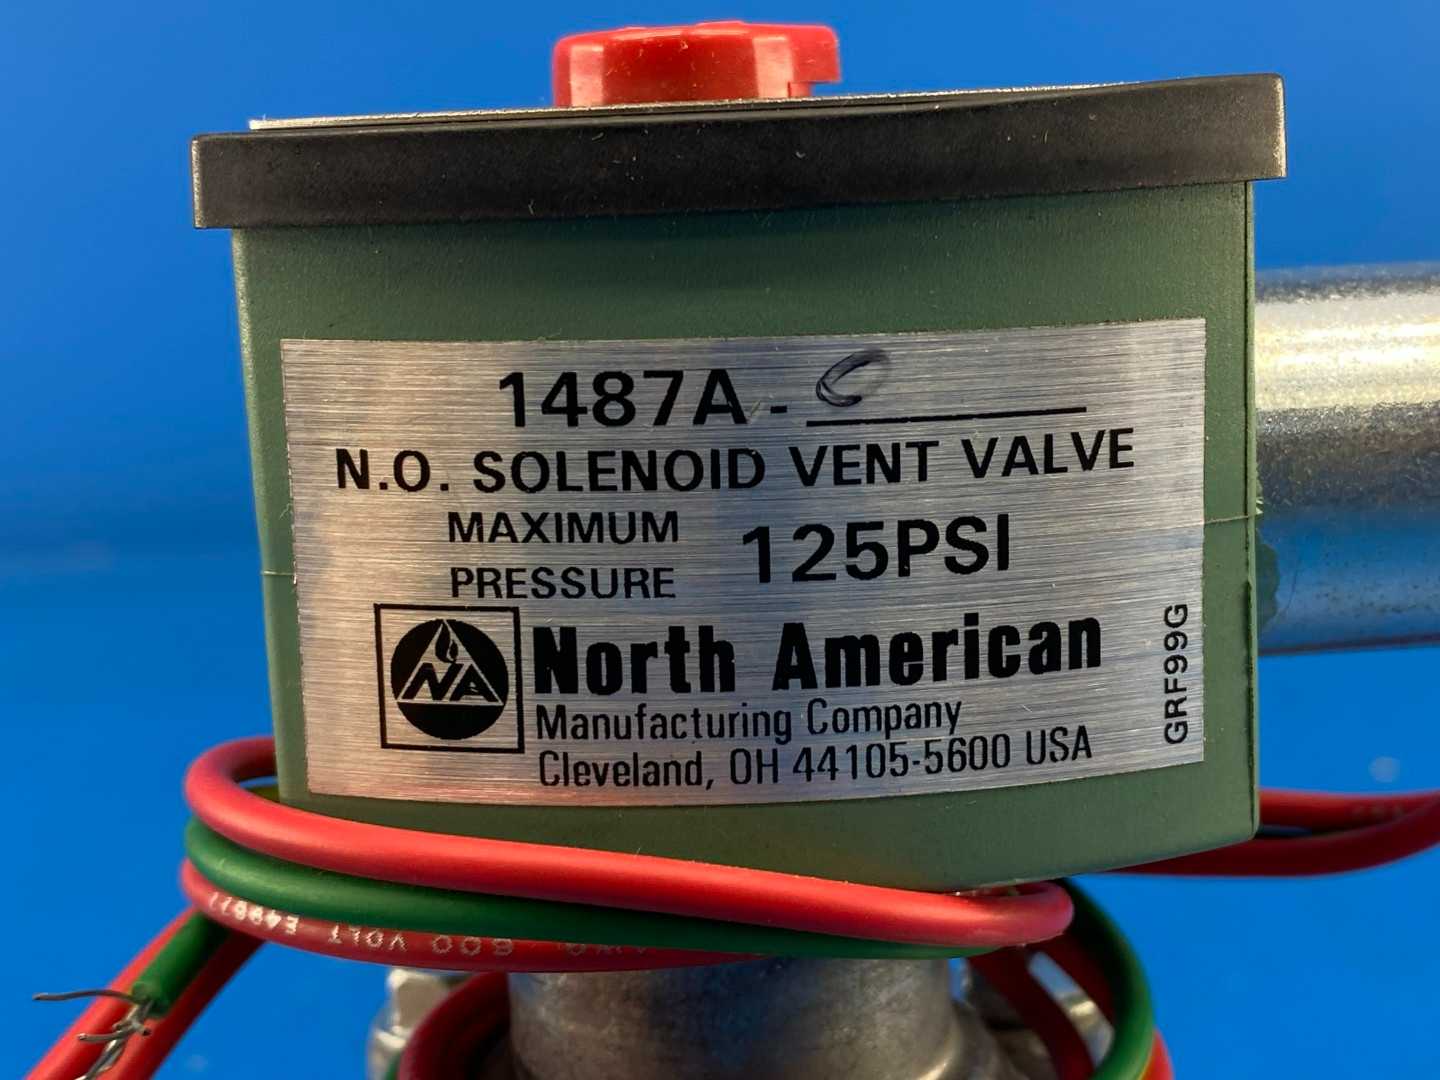 1487A - C
N.O. SOLENOID VENT VALVE
MAXIMUM PRESSURE 125PSI
NA
North American
Manufacturing Company
Cleveland, OH 44105-5600 USA
GRF99G
600 VOLT